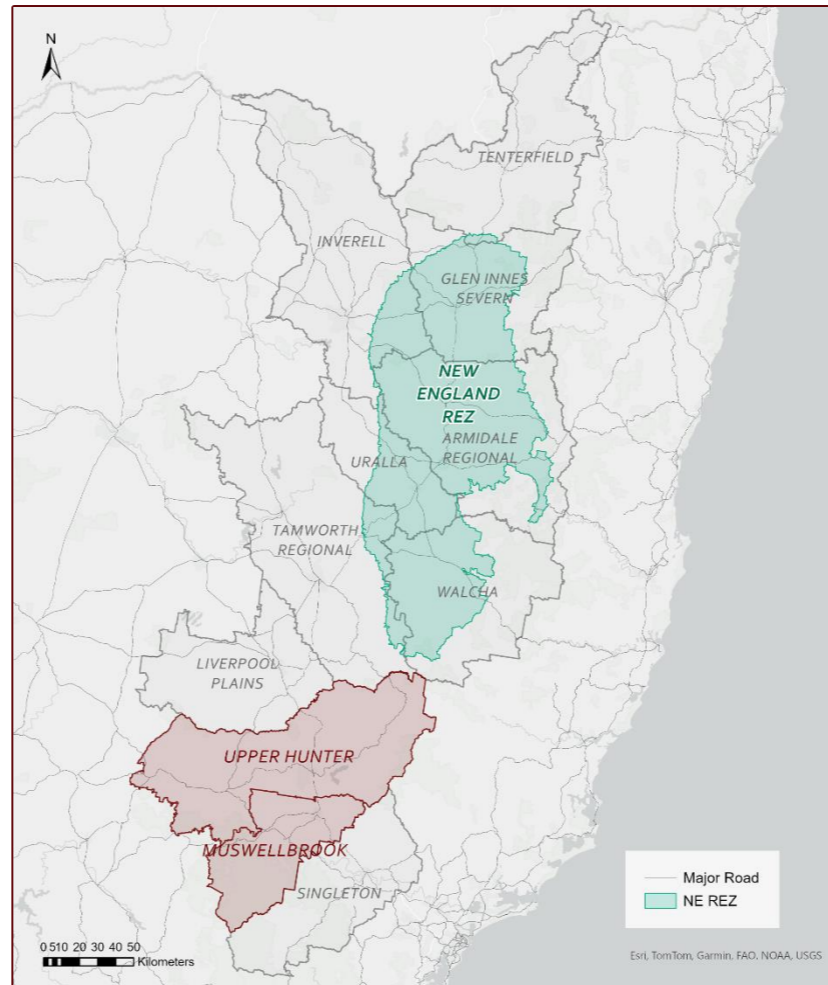 N
TENTERFIELD
INVERELL
GLEN INNES
SEVERN
NEW
ENGLAND
REZ
ARMIDALE
REGIONAL
URALLA
TAMWORTH
REGIONAL
WALCHA
LIVERPOOL
PLAINS
UPPER HUNTER
MUSWELLBROOK
SINGLETON
Major Road
NE REZ
0 5 10 20 30 40 50
Kilometers
Esri, TomTom, Garmin, FAO, NOAA, USGS